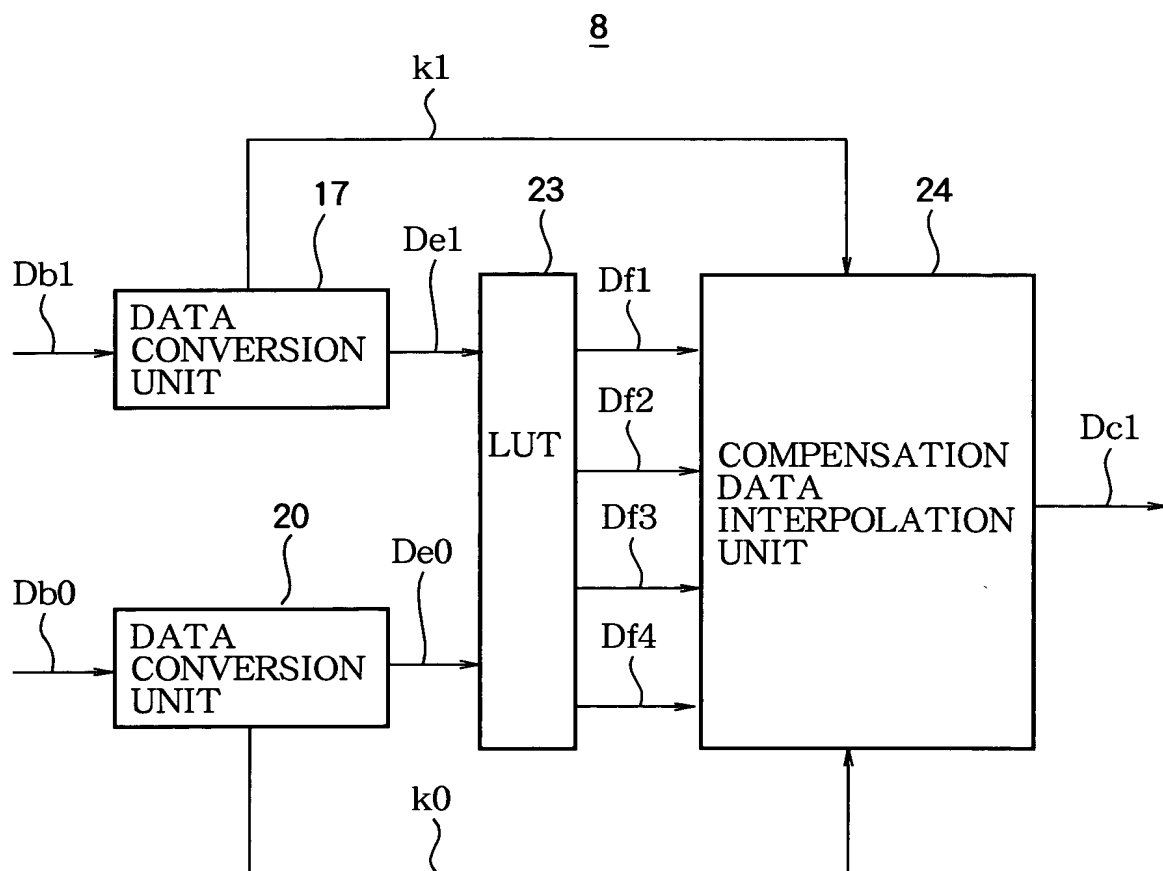 8
k1
17
23
24
Db1
De1
Df1
DATA
CONVERSION
UNIT
Df2
LUT
COMPENSATION
DATA
INTERPOLATION
UNIT
Dc1
20
Df3
Db0
De0
DATA
CONVERSION
UNIT
Df4
k0